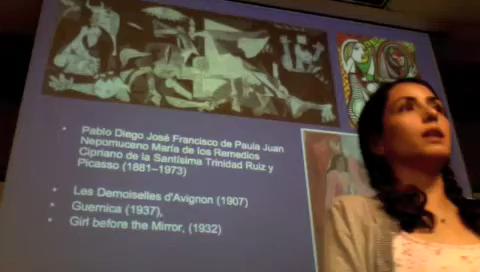 Pablo Diego José Francisco de Paula Juan
Nepomuceno María de los Remedios
Cipriano de la Santísima Trinidad Ruiz y
Picasso (1881–1973)
Les Demoiselles d'Avignon (1907)
Guernica (1937),
Girl before the Mirror, (1932)